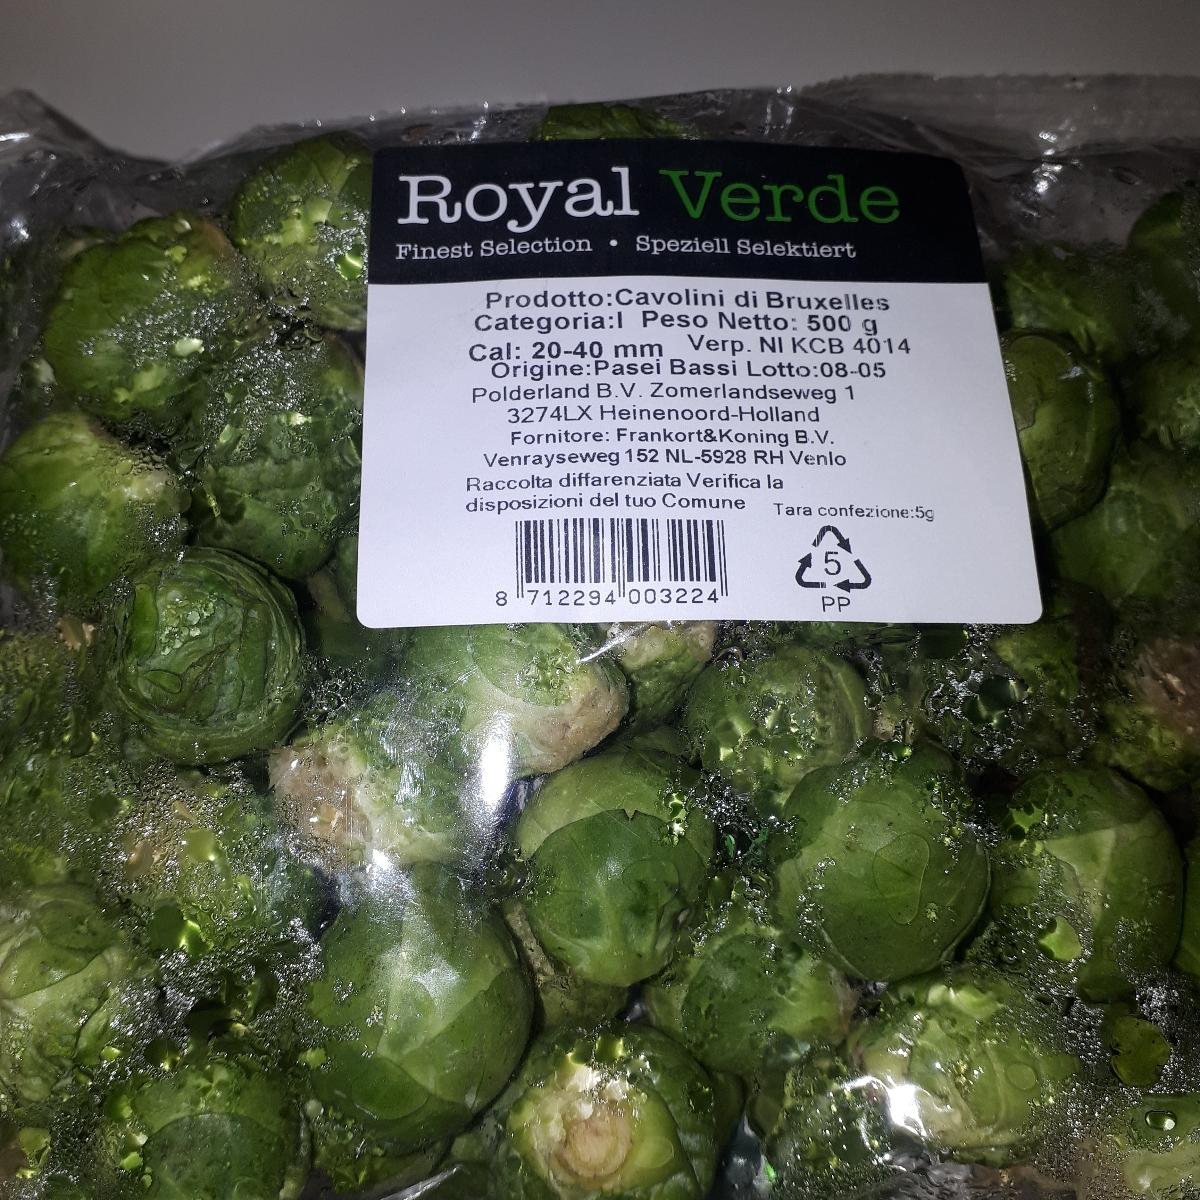 Royal Verde
Finest Selection • Speziell Selektiert
Prodotto:Cavolini di Bruxelles
Categoria:I Peso Netto: 500 g
Cal: 20-40 mm Verp. Nl KCB 4014
Origine:Pasei Bassi Lotto:08-05
Polderland B.V. Zomerlandseweg 1
3274LX Heinenoord-Holland
Fornitore: Frankort&Koning B.V.
Venrayseweg 152 NL-5928 RH Venlo
Raccolta diffarenziata Verifica la
disposizioni del tuo Comune Tara confezione:5g
5
8 712294 003224
PP